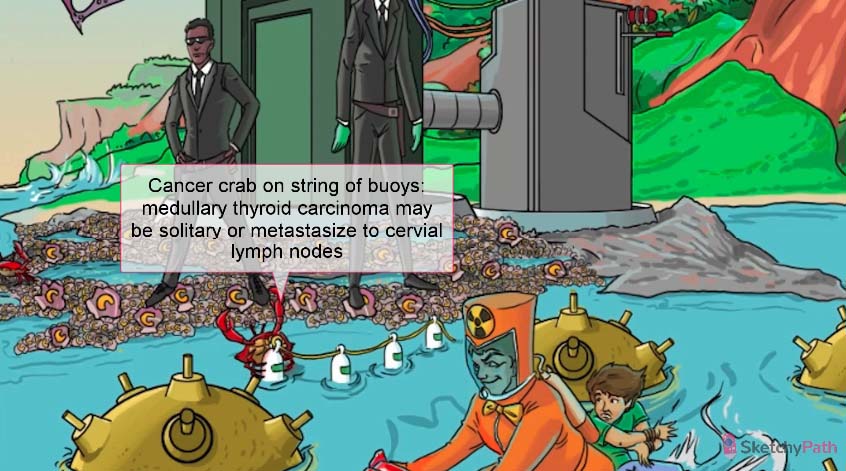 Cancer crab on string of buoys:
medullary thyroid carcinoma may
be solitary or metastasize to cervial
lymph nodes
SketchyPath